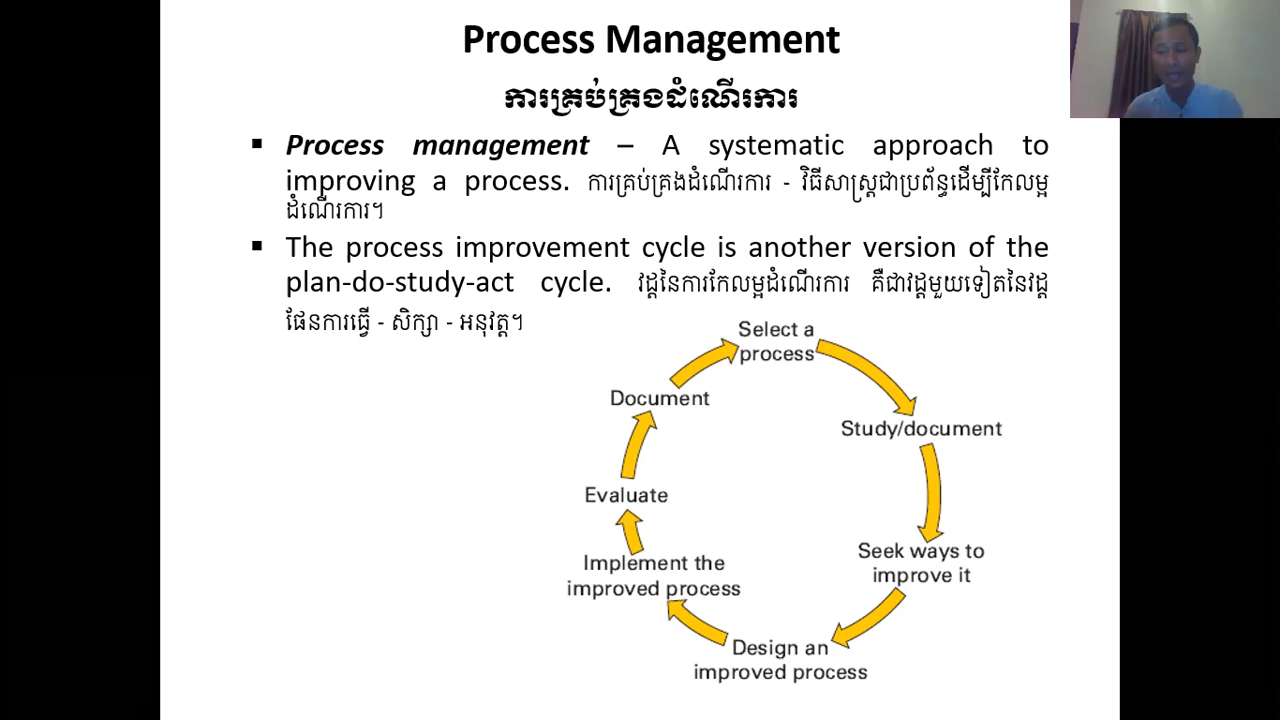 Process Management
ការគ្រប់គ្រងដំណើរការ
▪ Process management – A systematic approach to
improving a process. ការគ្រប់គ្រងដំណើរការ - វិធីសាស្ត្រជាប្រព័ន្ធដើម្បីកែលម្អ
ដំណើរការ។
▪ The process improvement cycle is another version of the
plan-do-study-act cycle. វដ្តនៃការកែលម្អដំណើរការ គឺជាវដ្តមួយទៀតនៃវដ្ត
ផែនការធ្វើ - សិក្សា - អនុវត្ត។
Select a
process
Study/document
Seek ways to
improve it
Design an
improved process
Implement the
improved process
Evaluate
Document